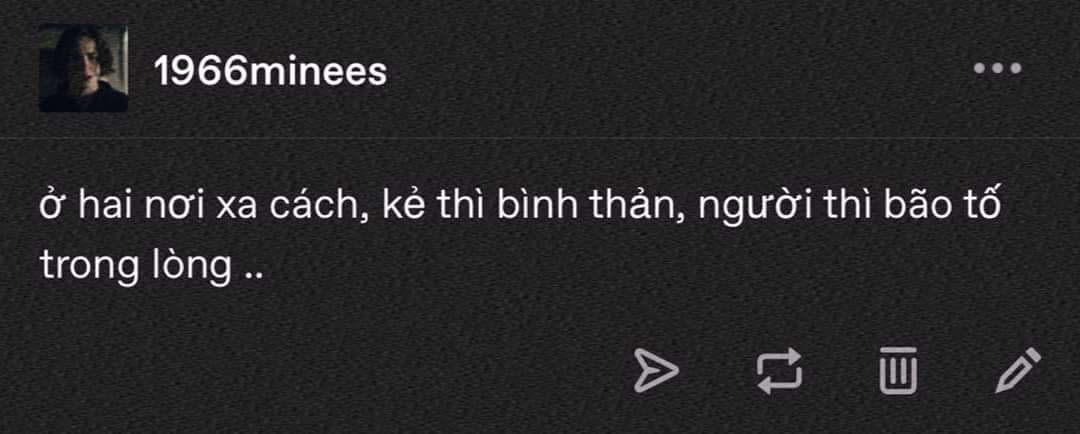 1966minees
ở hai nơi xa cách, kẻ thì bình thản, người thì bão tố
trong lòng ..